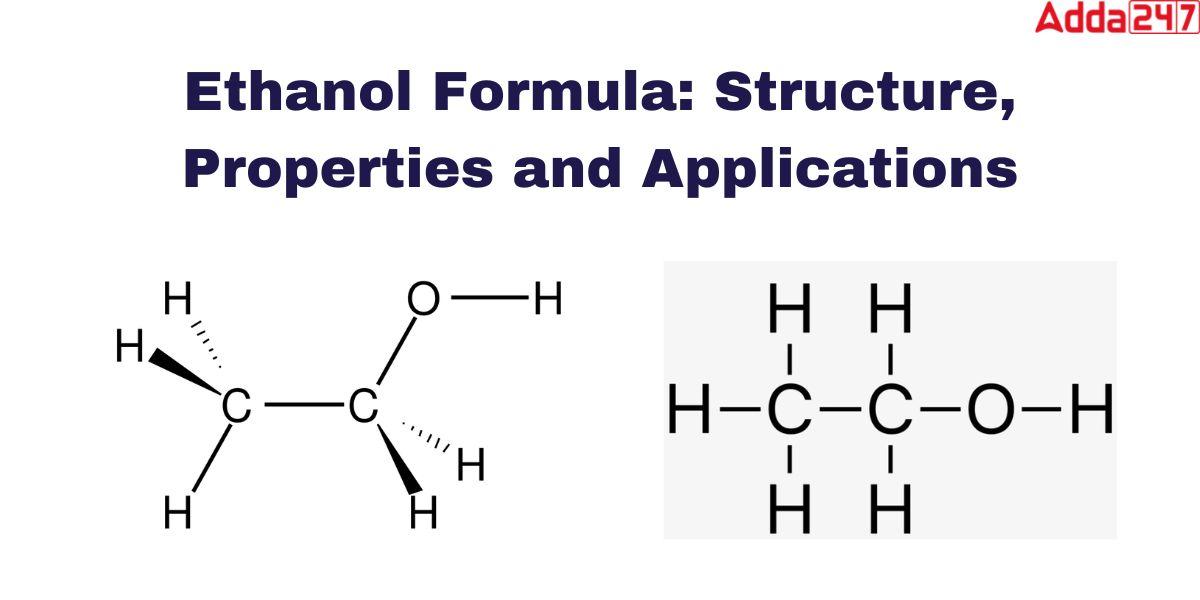 Adda247
Ethanol Formula: Structure,
Properties and Applications
H
O H
H
C C
H
H H
H H
H C C O H
H H